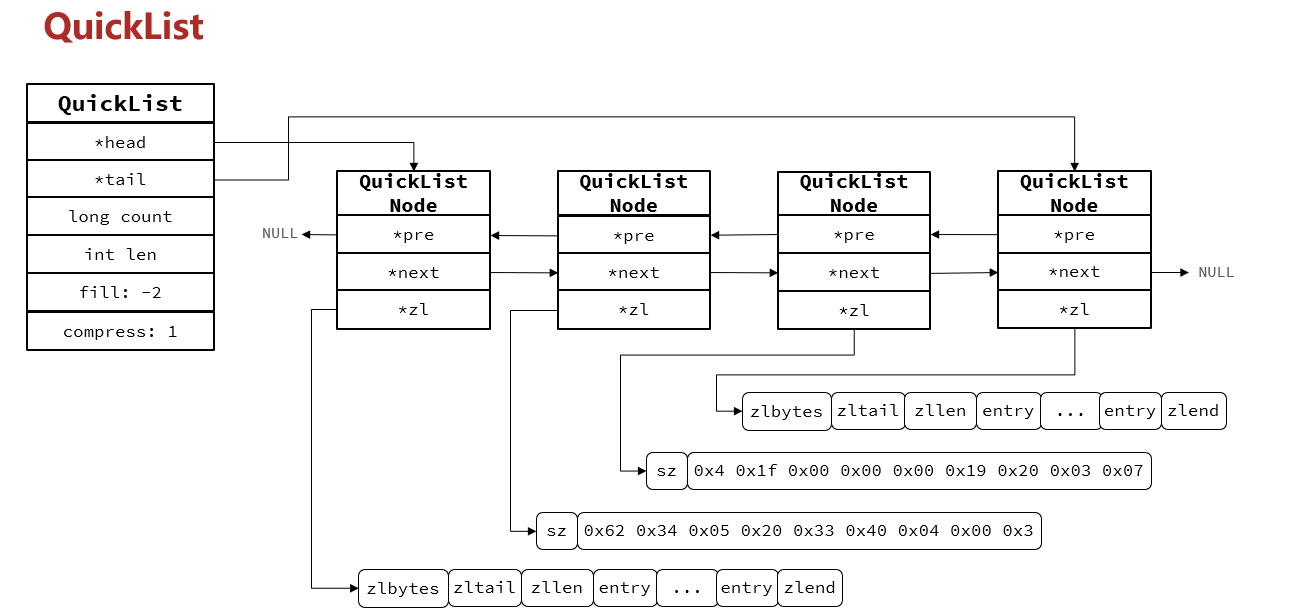 QuickList
QuickList
*head
*tail
long count
int len
fill: -2
compress: 1
QuickList
Node
*pre
*next
*zl
QuickList
Node
*pre
*next
*zl
QuickList
Node
*pre
*next
*zl
QuickList
Node
*pre
*next
*zl
NULL
NULL
zlbytes zltail zllen entry ... entry zlend
sz 0x4 0x1f 0x00 0x00 0x00 0x19 0x20 0x03 0x07
sz 0x62 0x34 0x05 0x20 0x33 0x40 0x04 0x00 0x3
zlbytes zltail zllen entry ... entry zlend